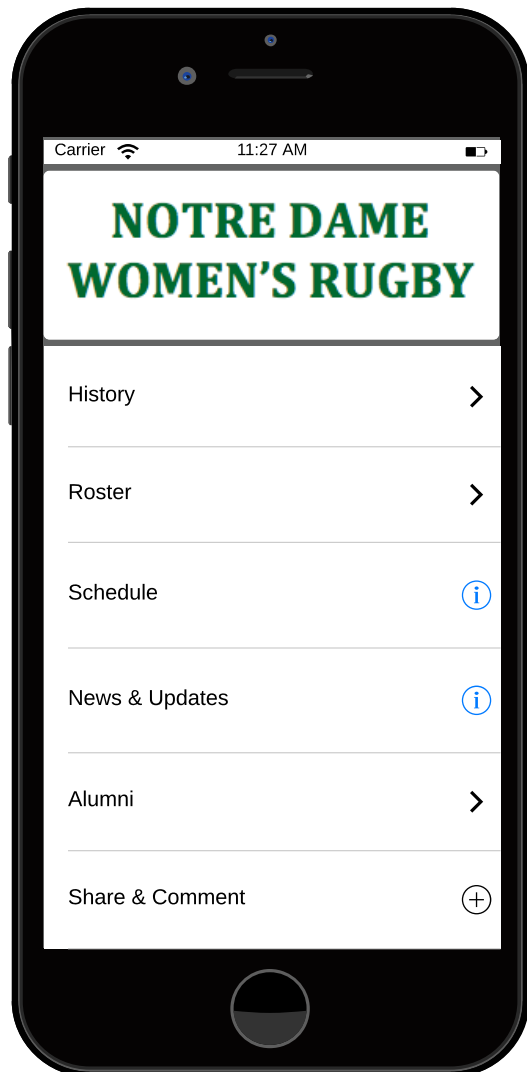 Carrier 11:27 AM
NOTRE DAME
WOMEN'S RUGBY
History
Roster
Schedule
News & Updates
Alumni
Share & Comment